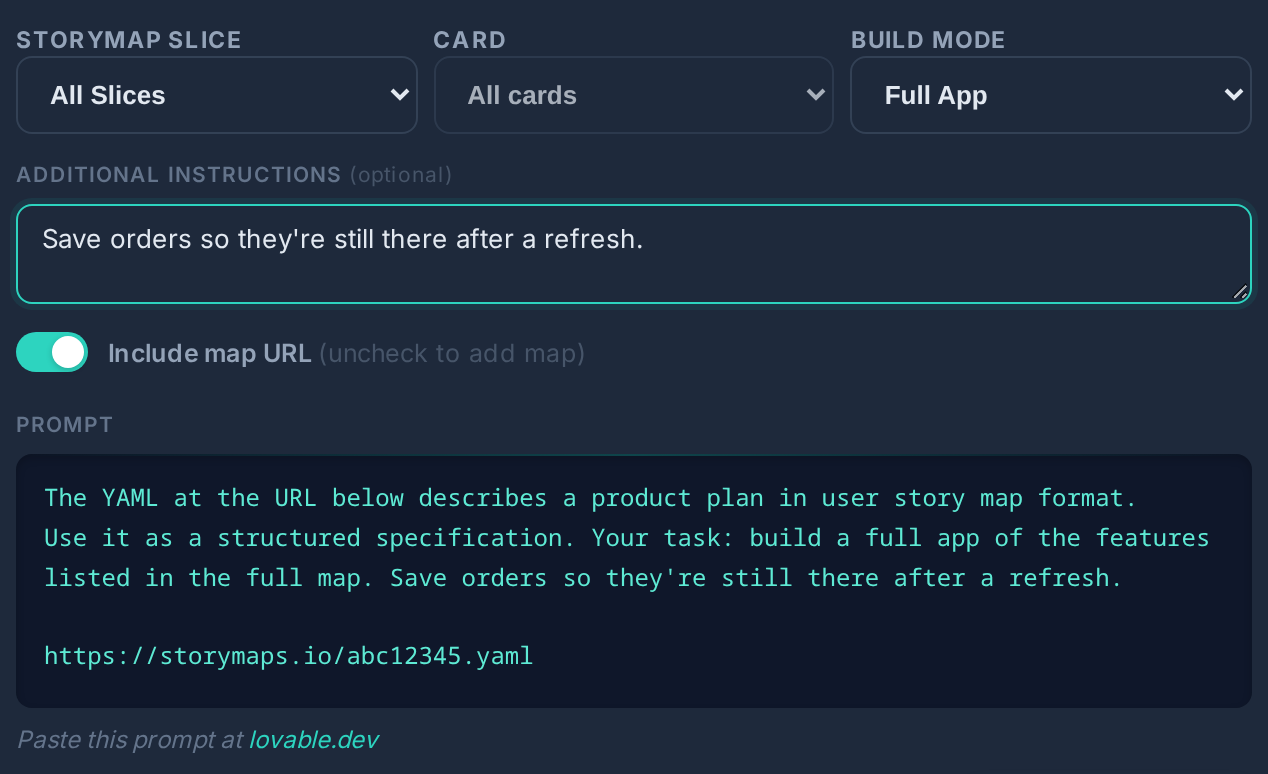 STORYMAP SLICE
CARD
BUILD MODE
All Slices
All cards
Full App
ADDITIONAL INSTRUCTIONS (optional)
Save orders so they're still there after a refresh.
Include map URL (uncheck to add map)
PROMPT
The YAML at the URL below describes a product plan in user story map format.
Use it as a structured specification. Your task: build a full app of the features
listed in the full map. Save orders so they're still there after a refresh.
https://storymaps.io/abc12345.yaml
Paste this prompt at lovable.dev